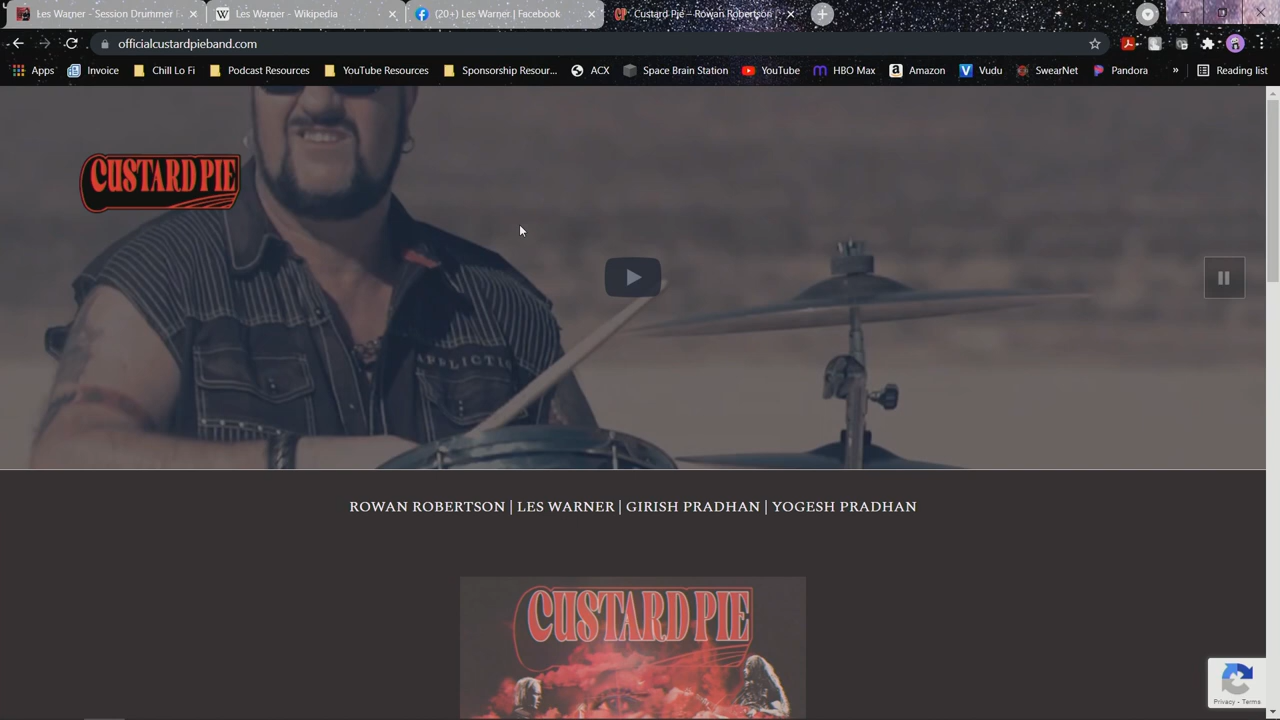 Les Warner - Session Drummer
Les Warner - Wikipedia
(20+) Les Warner | Facebook
Custard Pie – Rowan Robertson
officialcustardpieband.com
Apps
Invoice
Chill Lo Fi
Podcast Resources
YouTube Resources
Sponsorship Resour...
ACX
Space Brain Station
YouTube
HBO Max
Amazon
Vudu
SwearNet
Pandora
»
Reading list
CUSTARD PIE
AFFLICTIO
ROWAN ROBERTSON | LES WARNER | GIRISH PRADHAN | YOGESH PRADHAN
CUSTARD PIE
Privacy - Terms